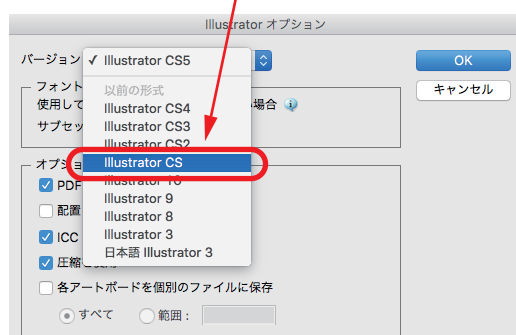 Illustrator オプション
バージョン
✓ Illustrator CS5
OK
以前の形式
キャンセル
フォント
Illustrator CS4
使用して
場合
Illustrator CS3
サブセッ
Illustrator CS2
オプショ
Illustrator CS
PDF
Illustrator 10
Illustrator 9
配置
Illustrator 8
ICC
Illustrator 3
日本語 Illustrator 3
圧縮を使用
各アートボードを個別のファイルに保存
すべて
範囲：